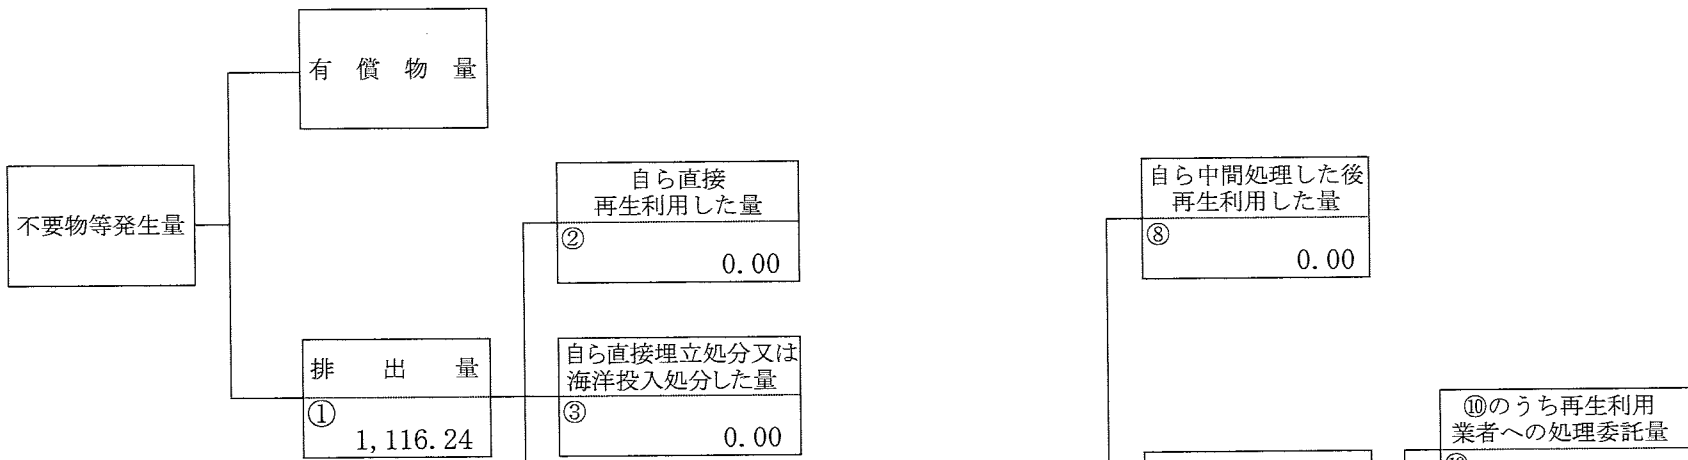 有償物量
不要物等発生量
自ら直接
再生利用した量
②
0.00
自ら中間処理した後
再生利用した量
⑧
0.00
排出量
①
1,116.24
自ら直接埋立処分又は
海洋投入処分した量
③
0.00
⑩のうち再生利用
業者への処理委託量